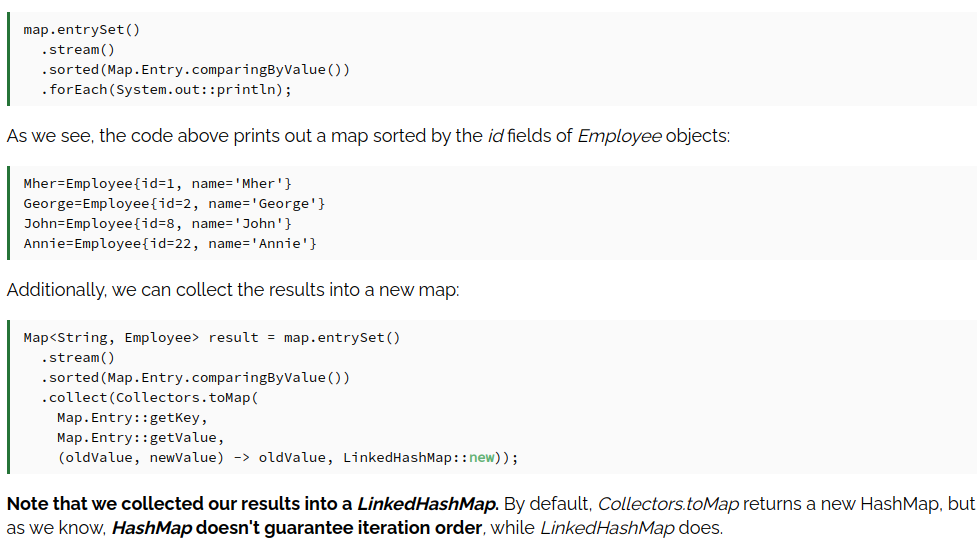 map.entrySet()
  .stream()
  .sorted(Map.Entry.comparingByValue())
  .forEach(System.out::println);
As we see, the code above prints out a map sorted by the id fields of Employee objects:
Mher=Employee{id=1, name='Mher'}
George=Employee{id=2, name='George'}
John=Employee{id=8, name='John'}
Annie=Employee{id=22, name='Annie'}
Additionally, we can collect the results into a new map:
Map<String, Employee> result = map.entrySet()
  .stream()
  .sorted(Map.Entry.comparingByValue())
  .collect(Collectors.toMap(
    Map.Entry::getKey,
    Map.Entry::getValue,
    (oldValue, newValue) -> oldValue, LinkedHashMap::new));
Note that we collected our results into a LinkedHashMap. By default, Collectors.toMap returns a new HashMap, but
as we know, HashMap doesn't guarantee iteration order, while LinkedHashMap does.